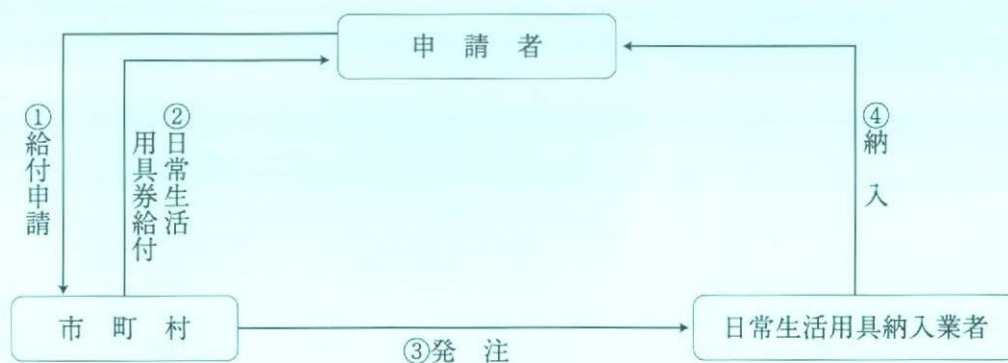 申請者
①給付申請
②日常生活
用具券給付
④納入
市町村
③発注
日常生活用具納入業者